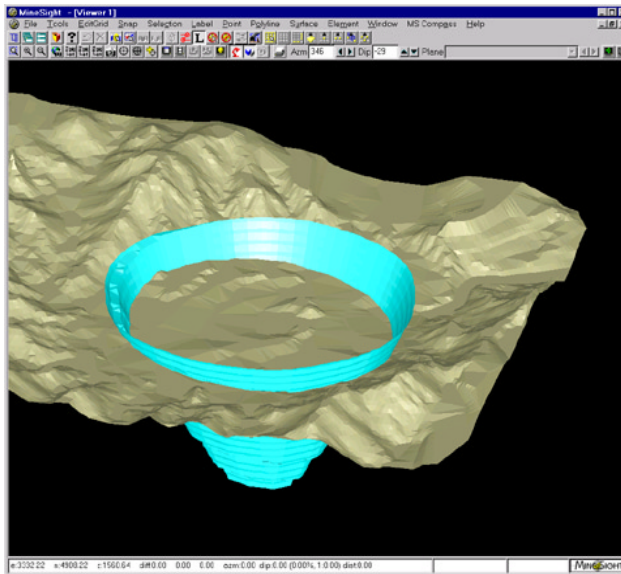 MineSight - [Viewer 1]
File Tools EditGrid Snap Selection Label Point Polyline Surface Element Window MS Compass Help
Azm 346 Dip -29 Plane
e:3332.22 n:4908.22 z:1560.64 diff:0.00 0.00 0.00 azm:0.00 dip:0.00 (0.00%, 1:0.00) dist:0.00 MineSight